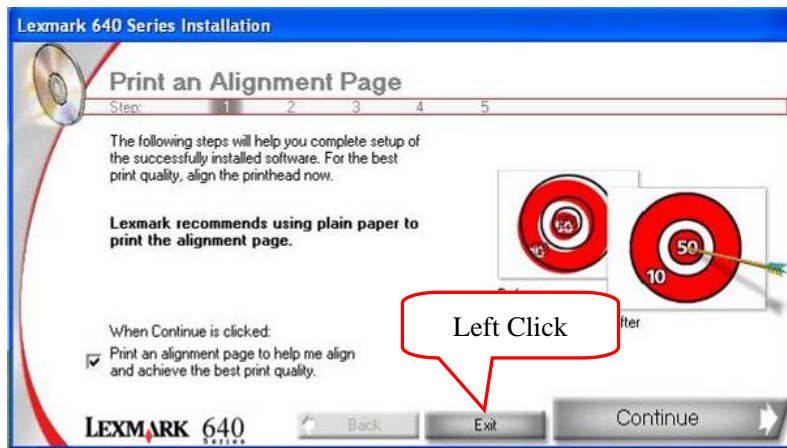 Lexmark 640 Series Installation
Print an Alignment Page
Step: 1 2 3 4 5
The following steps will help you complete setup of
the successfully installed software. For the best
print quality, align the printhead now.
Lexmark recommends using plain paper to
print the alignment page.
50
10
50
10
Left Click
When Continue is clicked:
Print an alignment page to help me align
and achieve the best print quality.
LEXMARK 640
Series
Back
Exit
Continue